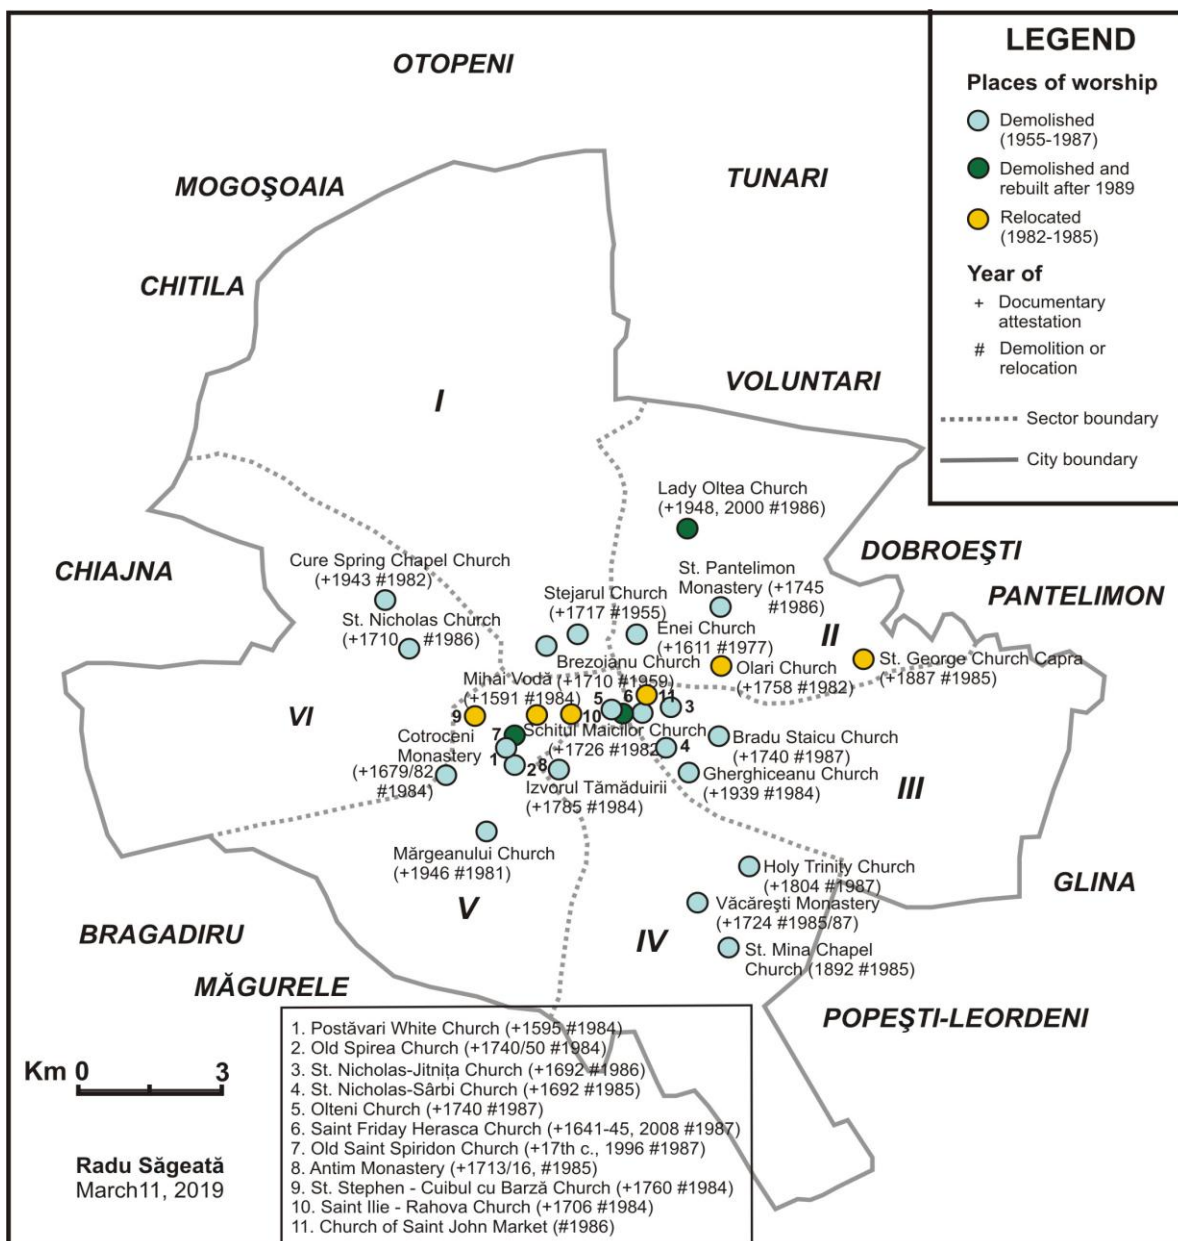 OTOPENI
MOGOŞOAIA
TUNARI
CHITILA
VOLUNTARI
I
LEGEND
Places of worship
Demolished
(1955-1987)
Demolished and
rebuilt after 1989
Relocated
(1982-1985)
Year of
+ Documentary
attestation
# Demolition or
relocation
Sector boundary
City boundary
Lady Oltea Church
(+1948, 2000 #1986)
DOBROEŞTI
CHIAJNA
Cure Spring Chapel Church
(+1943 #1982)
St. Pantelimon
Monastery (+1745
#1986)
PANTELIMON
Stejarul Church
(+1717 #1955)
St. Nicholas Church
(+1710 #1986)
Enei Church
(+1611 #1977)
II
St. George Church Capra
(+1887 #1985)
Brezoianu Church
(+1710 #1959)
Olari Church
(+1758 #1982)
Mihai Vodă
(+1591 #1984)
VI
9
10
5
6
11
3
7
Schitul Maicilor Church
(+1726 #1982
4
Cotroceni
Monastery
(+1679/82
#1984)
1
2
8
Bradu Staicu Church
(+1740 #1987)
Izvorul Tămăduirii
(+1785 #1984)
Gherghiceanu Church
(+1939 #1984)
III
Mărgeanului Church
(+1946 #1981)
Holy Trinity Church
(+1804 #1987)
GLINA
V
Văcăreşti Monastery
(+1724 #1985/87)
BRAGADIRU
IV
St. Mina Chapel
Church (1892 #1985)
MĂGURELE
POPEŞTI-LEORDENI
1. Postăvari White Church (+1595 #1984)
2. Old Spirea Church (+1740/50 #1984)
3. St. Nicholas-Jitnița Church (+1692 #1986)
4. St. Nicholas-Sârbi Church (+1692 #1985)
5. Olteni Church (+1740 #1987)
6. Saint Friday Herasca Church (+1641-45, 2008 #1987)
7. Old Saint Spiridon Church (+17th c., 1996 #1987)
8. Antim Monastery (+1713/16, #1985)
9. St. Stephen - Cuibul cu Barză Church (+1760 #1984)
10. Saint Ilie - Rahova Church (+1706 #1984)
11. Church of Saint John Market (#1986)
Km 0 3
Radu Săgeată
March11, 2019